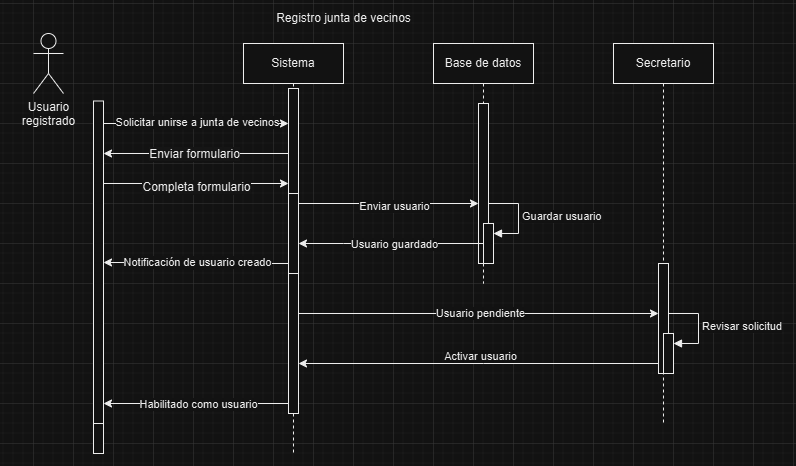 Registro junta de vecinos
Sistema
Base de datos
Secretario
Usuario
registrado
Solicitar unirse a junta de vecinos
Enviar formulario
Completa formulario
Enviar usuario
Guardar usuario
Usuario guardado
Notificación de usuario creado
Usuario pendiente
Revisar solicitud
Activar usuario
Habilitado como usuario